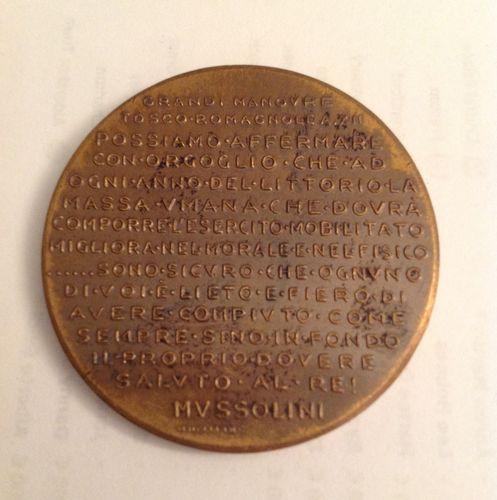 GRANDI·MANOVRE
TOSCO·ROMAGNOLE·A·XII
POSSIAMO·AFFERMARE
CON·ORGOGLIO·CHE·AD
OGNI·ANNO·DEL·LITTORIO·LA
MASSA·VMANA·CHE·DOVRÀ
COMPORRE·L'ESERCITO·MOBILITATO
MIGLIORA·NEL·MORALE·E·NEL·FISICO
......SONO·SICVRO·CHE·OGNVNO
DI·VOI·È·LIETO·E·FIERO·DI
AVERE·COMPIVTO·COME
SEMPRE·SINO·IN·FONDO
IL·PROPRIO·DOVERE
SALVTO·AL·RE!
MVSSOLINI